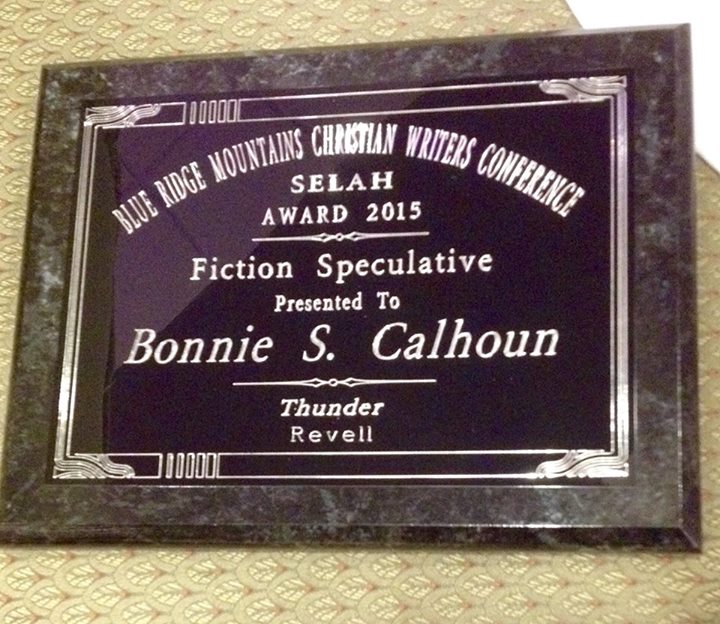 BLUE RIDGE MOUNTAINS CHRISTIAN WRITERS CONFERENCE
SELAH
AWARD 2015
Fiction Speculative
Presented To
Bonnie S. Calhoun
Thunder
Revell